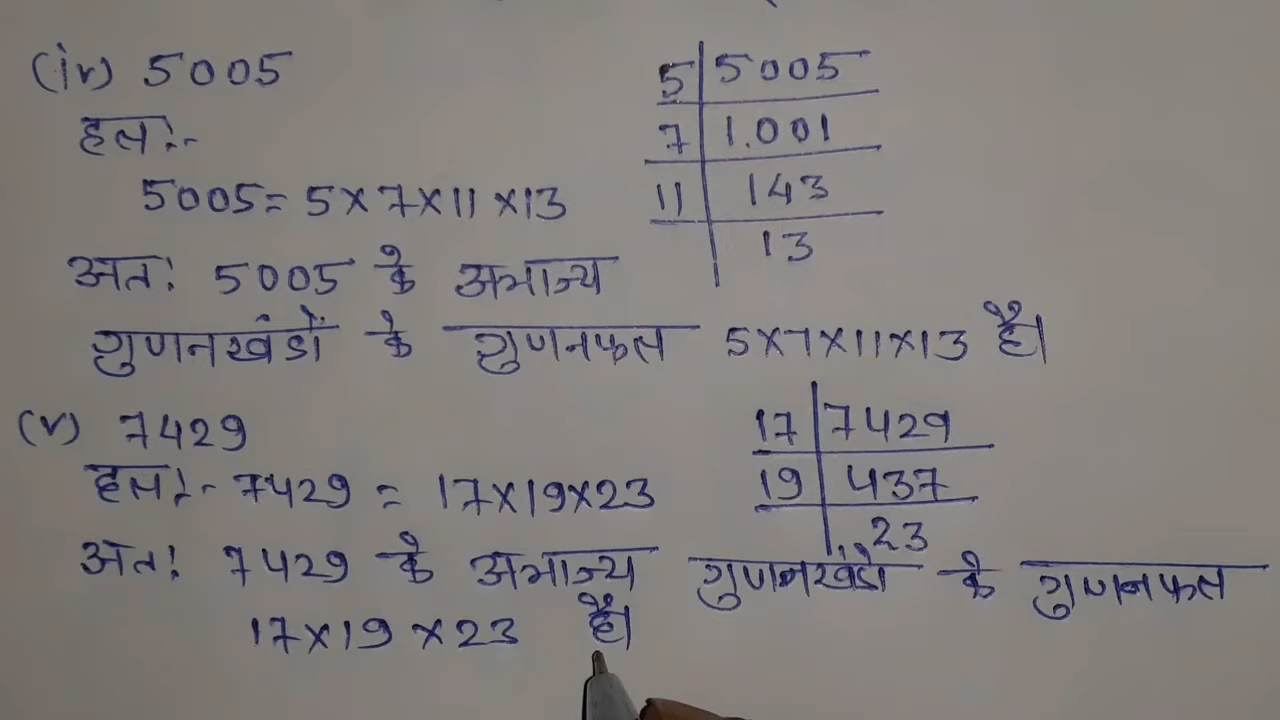 (iv) 5005
हल:-
5005 = 5×7×11×13
अत: 5005 के अभाज्य
गुणनखंडों के गुणनफल 5×7×11×13 है।
5 | 5005
7 | 1.001
11 | 143
13
(v) 7429
हल:- 7429 = 17×19×23
17 | 7429
19 | 437
23
अत: 7429 के अभाज्य गुणनखंडो के गुणनफल
17×19×23 है।